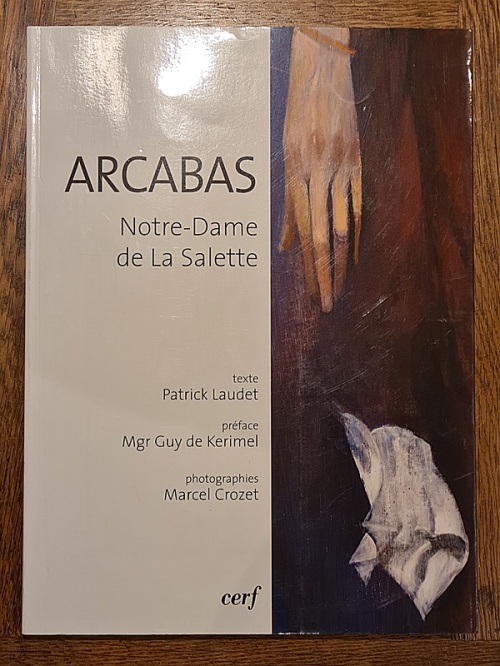 ARCABAS
Notre-Dame
de La Salette
texte
Patrick Laudet
préface
Mgr Guy de Kerimel
photographies
Marcel Crozet
cerf